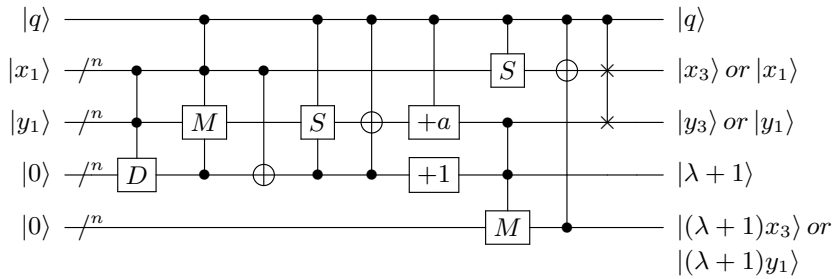 |q⟩ |q⟩
|x₁⟩ /ⁿ S |x₃⟩ or |x₁⟩
|y₁⟩ /ⁿ M S +a |y₃⟩ or |y₁⟩
|0⟩ /ⁿ D +1 |λ + 1⟩
|0⟩ /ⁿ M |(λ + 1)x₃⟩ or
|(λ + 1)y₁⟩